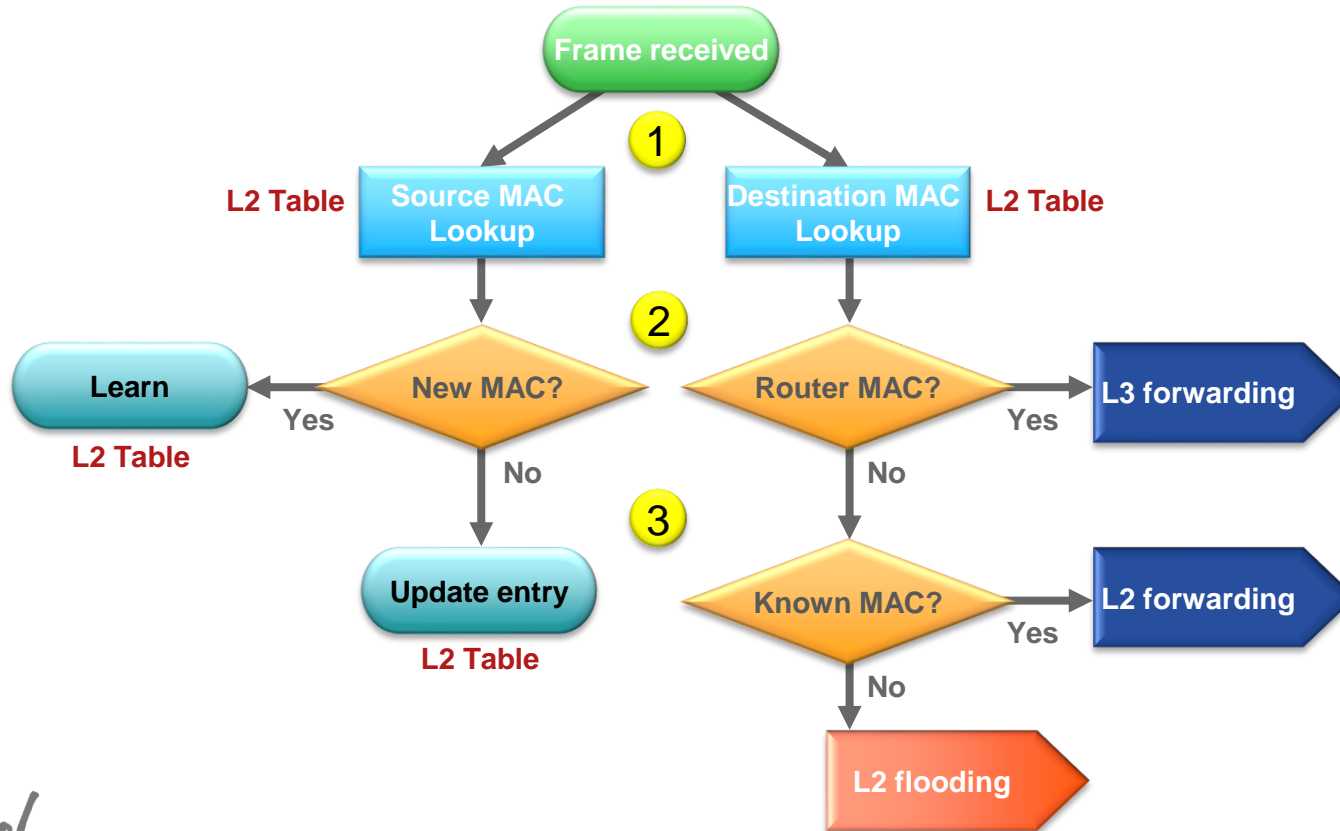 Frame received
1
L2 Table
Source MAC
Lookup
Destination MAC
Lookup
L2 Table
2
Learn
Yes
New MAC?
Router MAC?
Yes
L3 forwarding
L2 Table
No
No
3
Update entry
Known MAC?
Yes
L2 forwarding
L2 Table
No
L2 flooding